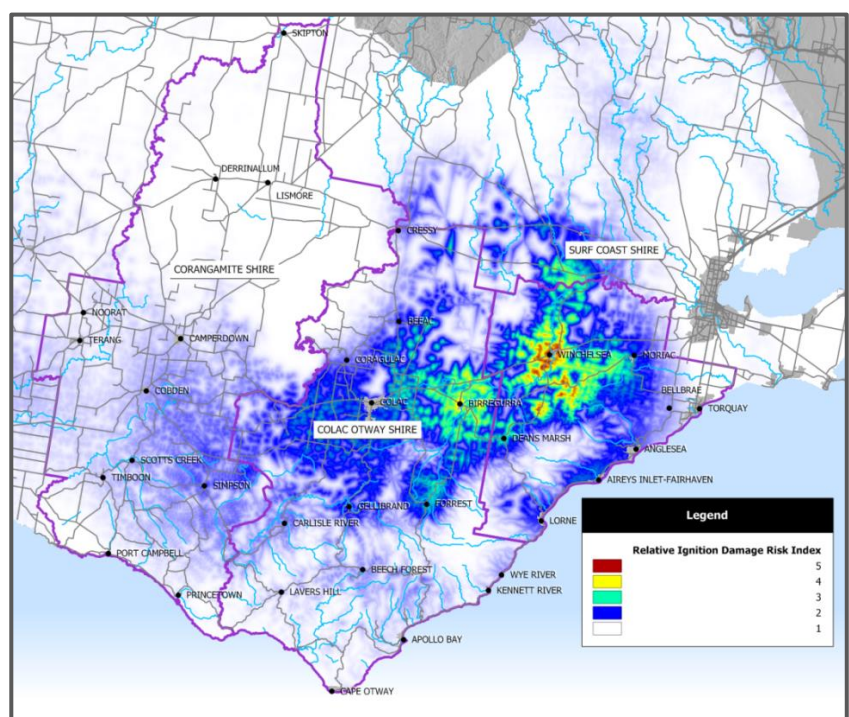 SKIPTON
DERRINALLUM
LISMORE
CRESSY
SURF COAST SHIRE
CORANGAMITE SHIRE
NOORAT
BEEAC
TERANG
CAMPERDOWN
WINCHELSEA
MORIAC
CORAGULAC
COBDEN
BELLBRAE
COLAC
BIRREGURRA
TORQUAY
COLAC OTWAY SHIRE
DEANS MARSH
ANGLESEA
SCOTTS CREEK
TIMBOON
SIMPSON
AIREYS INLET-FAIRHAVEN
GELLIBRAND
FORREST
CARLISLE RIVER
LORNE
PORT CAMPBELL
BEECH FOREST
WYE RIVER
PRINCETOWN
LAVERS HILL
KENNETT RIVER
APOLLO BAY
CAPE OTWAY
Legend
Relative Ignition Damage Risk Index
5
4
3
2
1